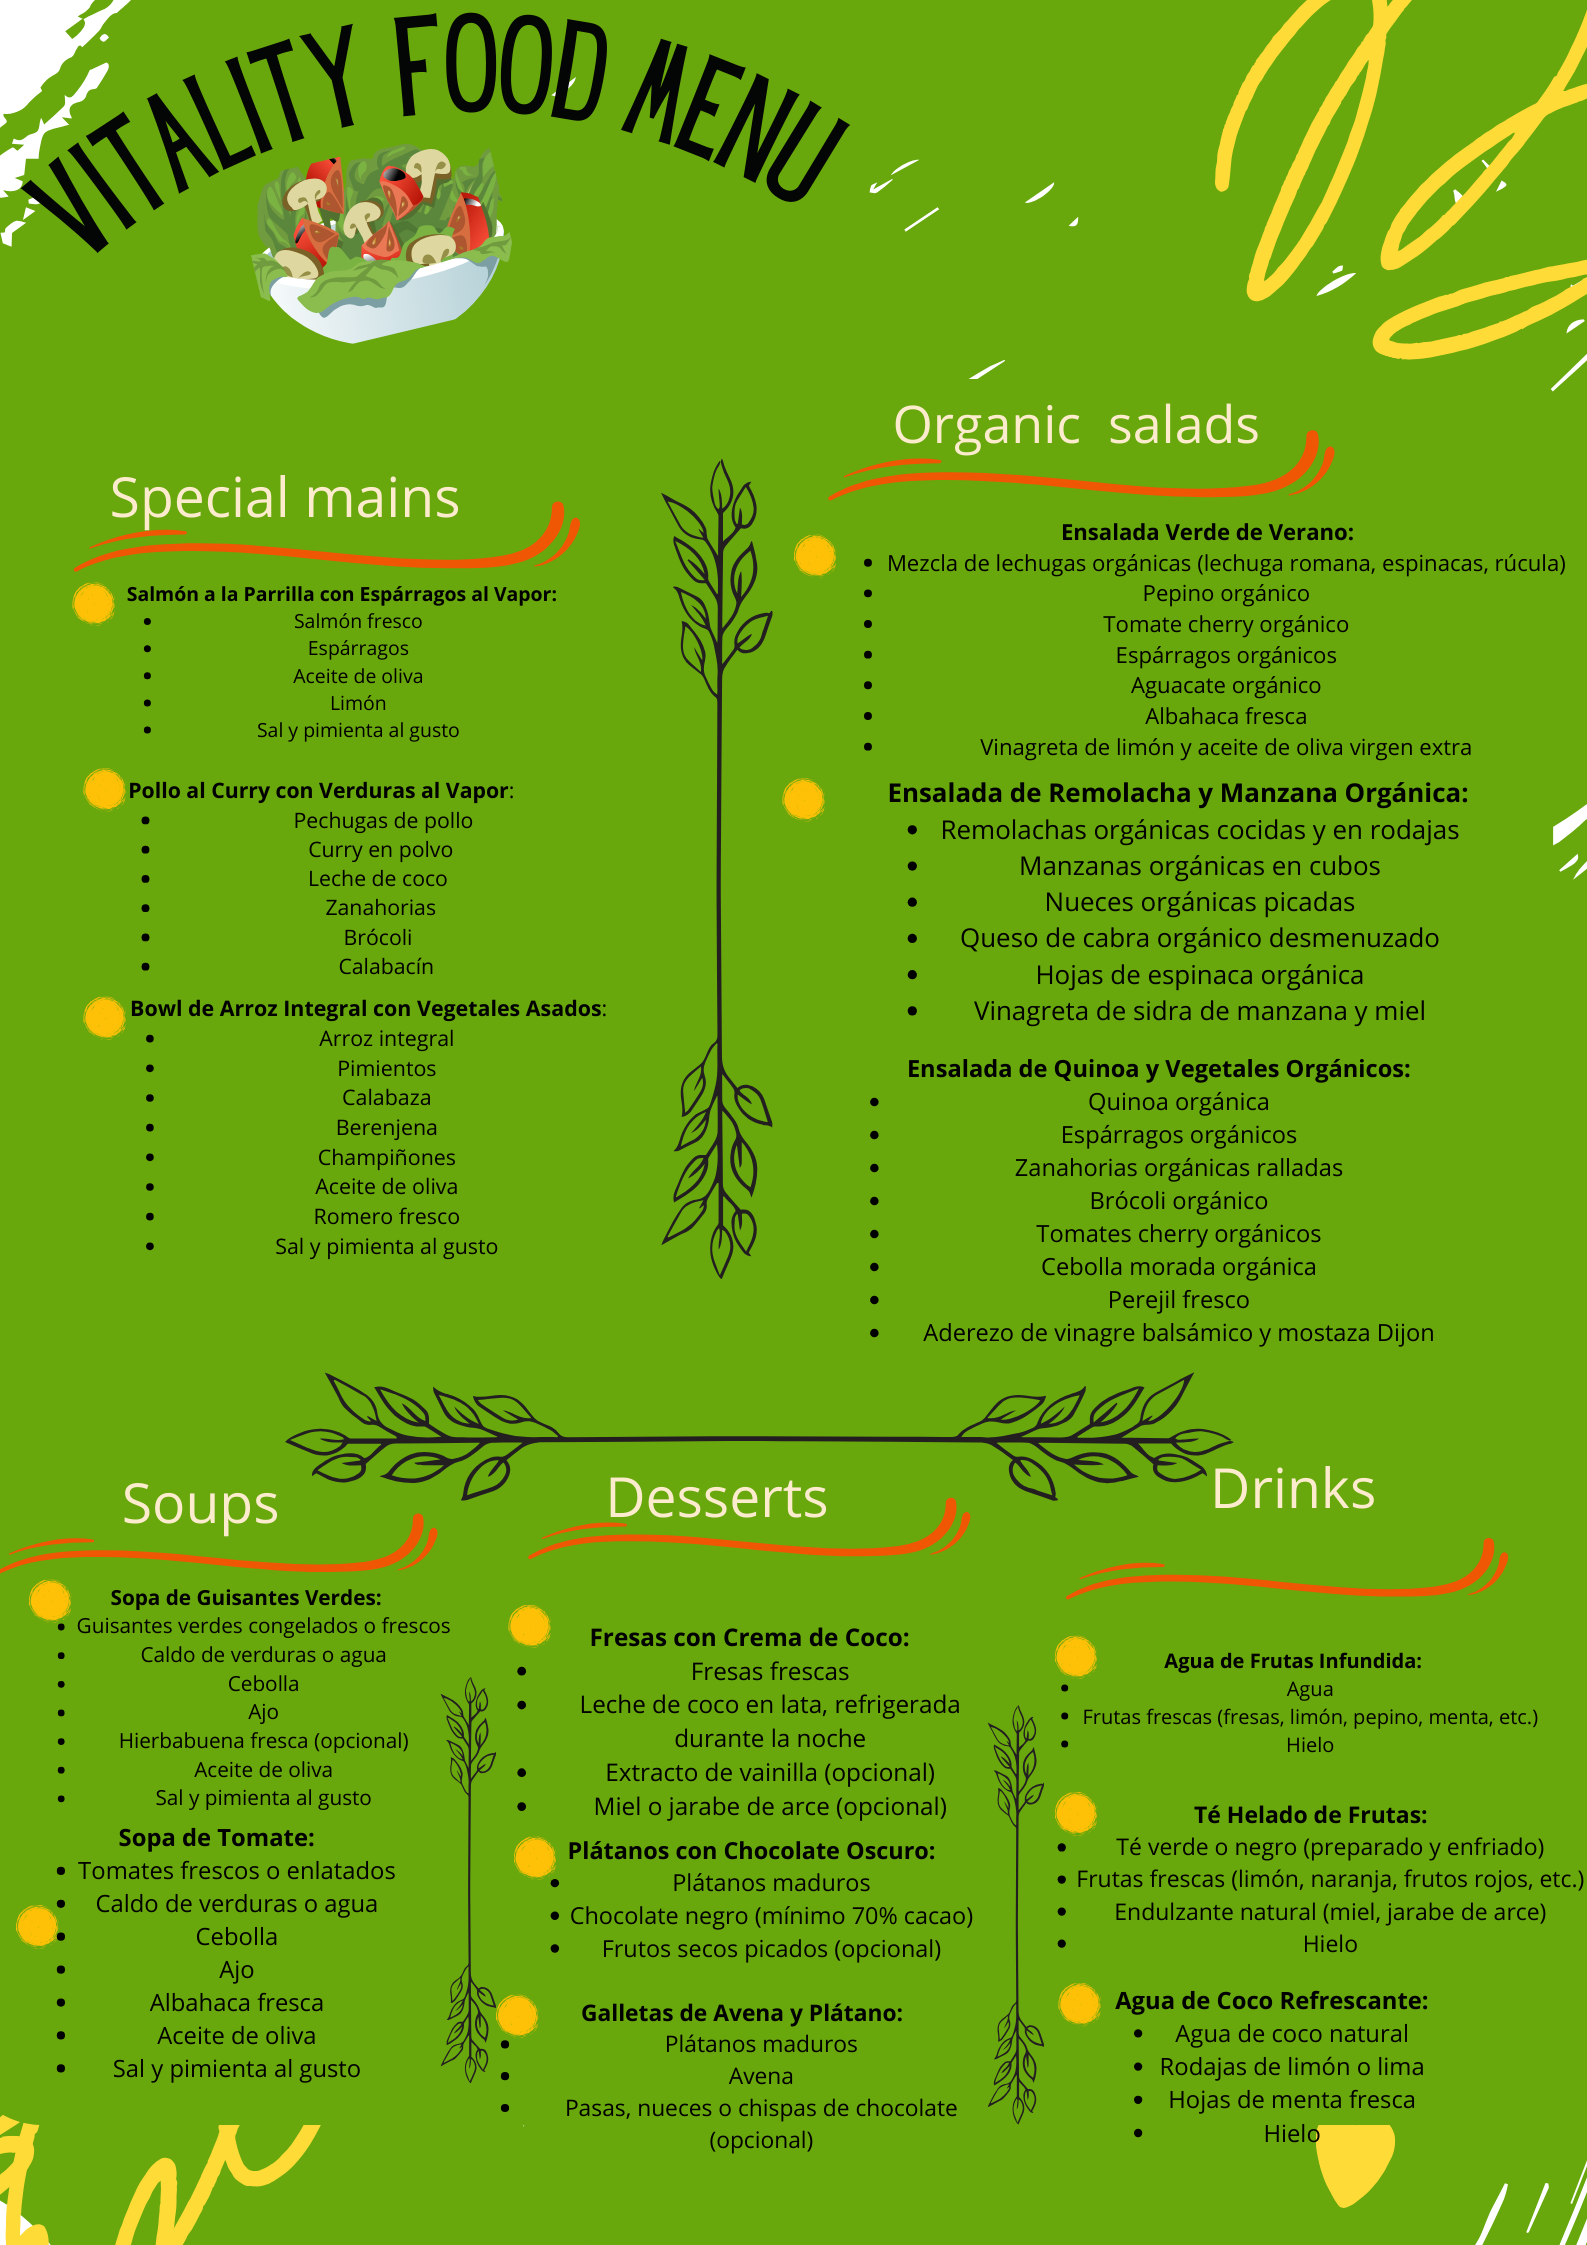 VITALITY FOOD MENU
Special mains
Salmón a la Parrilla con Espárragos al Vapor:
Salmón fresco
Espárragos
Aceite de oliva
Limón
Sal y pimienta al gusto
Pollo al Curry con Verduras al Vapor:
Pechugas de pollo
Curry en polvo
Leche de coco
Zanahorias
Brócoli
Calabacín
Bowl de Arroz Integral con Vegetales Asados:
Arroz integral
Pimientos
Calabaza
Berenjena
Champiñones
Aceite de oliva
Romero fresco
Sal y pimienta al gusto
Organic salads
Ensalada Verde de Verano:
Mezcla de lechugas orgánicas (lechuga romana, espinacas, rúcula)
Pepino orgánico
Tomate cherry orgánico
Espárragos orgánicos
Aguacate orgánico
Albahaca fresca
Vinagreta de limón y aceite de oliva virgen extra
Ensalada de Remolacha y Manzana Orgánica:
Remolachas orgánicas cocidas y en rodajas
Manzanas orgánicas en cubos
Nueces orgánicas picadas
Queso de cabra orgánico desmenuzado
Hojas de espinaca orgánica
Vinagreta de sidra de manzana y miel
Ensalada de Quinoa y Vegetales Orgánicos:
Quinoa orgánica
Espárragos orgánicos
Zanahorias orgánicas ralladas
Brócoli orgánico
Tomates cherry orgánicos
Cebolla morada orgánica
Perejil fresco
Aderezo de vinagre balsámico y mostaza Dijon
Soups
Sopa de Guisantes Verdes:
Guisantes verdes congelados o frescos
Caldo de verduras o agua
Cebolla
Ajo
Hierbabuena fresca (opcional)
Aceite de oliva
Sal y pimienta al gusto
Sopa de Tomate:
Tomates frescos o enlatados
Caldo de verduras o agua
Cebolla
Ajo
Albahaca fresca
Aceite de oliva
Sal y pimienta al gusto
Desserts
Fresas con Crema de Coco:
Fresas frescas
Leche de coco en lata, refrigerada
durante la noche
Extracto de vainilla (opcional)
Miel o jarabe de arce (opcional)
Plátanos con Chocolate Oscuro:
Plátanos maduros
Chocolate negro (mínimo 70% cacao)
Frutos secos picados (opcional)
Galletas de Avena y Plátano:
Plátanos maduros
Avena
Pasas, nueces o chispas de chocolate
(opcional)
Drinks
Agua de Frutas Infundida:
Agua
Frutas frescas (fresas, limón, pepino, menta, etc.)
Hielo
Té Helado de Frutas:
Té verde o negro (preparado y enfriado)
Frutas frescas (limón, naranja, frutos rojos, etc.)
Endulzante natural (miel, jarabe de arce)
Hielo
Agua de Coco Refrescante:
Agua de coco natural
Rodajas de limón o lima
Hojas de menta fresca
Hielo